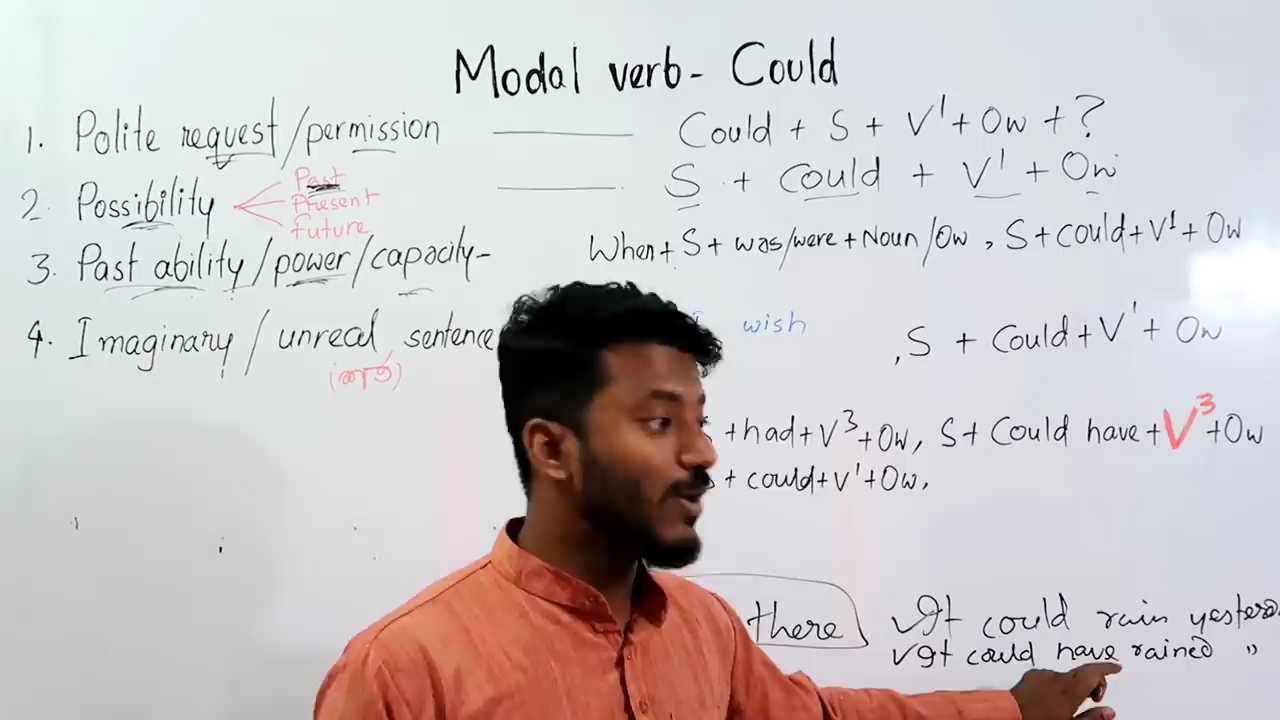 Modal verb - Could
1. Polite request/permission Could + S + V¹ + Ow + ?
2. Possibility Past Present Future S + Could + V¹ + Ow
3. Past ability/power/capacity- When + S + was/were + Noun/Ow, S + could + V¹ + Ow
4. Imaginary/unreal sentence wish , S + Could + V¹ + Ow
+ had + V³ + Ow, S + Could have + V³ + Ow
+ could + V¹ + Ow,
there It could rain
It could have rained "